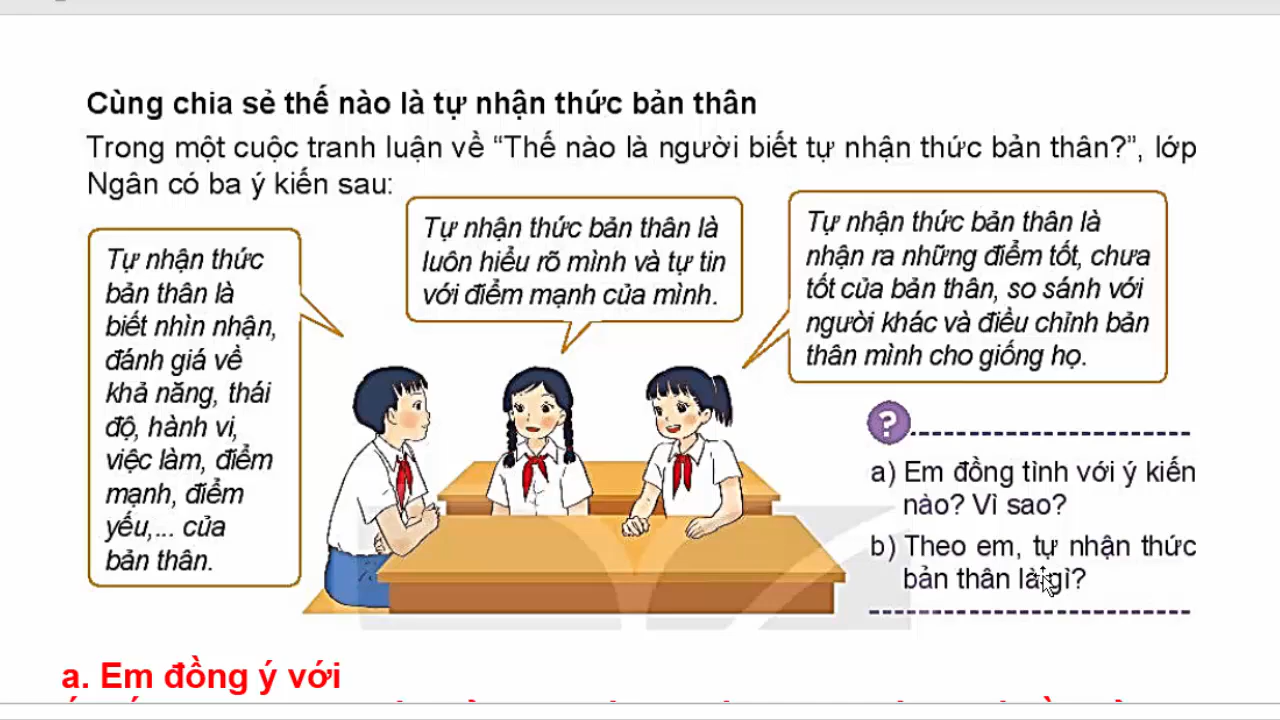 Cùng chia sẻ thế nào là tự nhận thức bản thân
Trong một cuộc tranh luận về “Thế nào là người biết tự nhận thức bản thân?”, lớp
Ngân có ba ý kiến sau:
Tự nhận thức
bản thân là
biết nhìn nhận,
đánh giá về
khả năng, thái
độ, hành vi,
việc làm, điểm
mạnh, điểm
yếu,... của
bản thân.
Tự nhận thức bản thân là
luôn hiểu rõ mình và tự tin
với điểm mạnh của mình.
Tự nhận thức bản thân là
nhận ra những điểm tốt, chưa
tốt của bản thân, so sánh với
người khác và điều chỉnh bản
thân mình cho giống họ.
?
a) Em đồng tình với ý kiến
nào? Vì sao?
b) Theo em, tự nhận thức
bản thân là gì?
a. Em đồng ý với